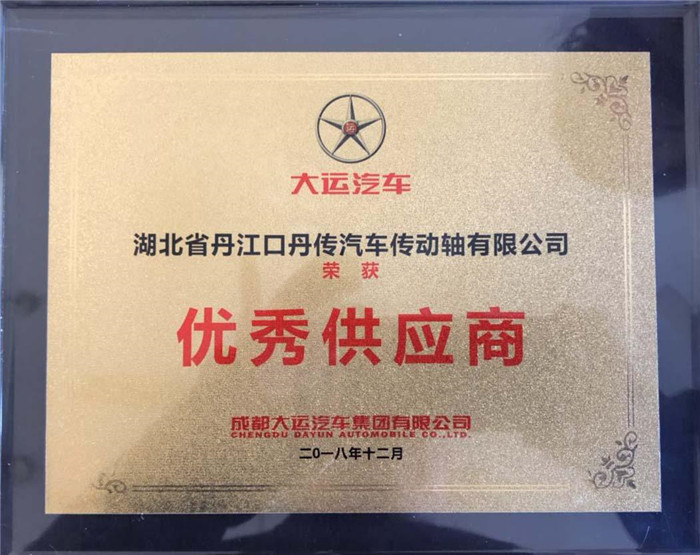 大运汽车
湖北省丹江口丹传汽车传动轴有限公司
荣 获
优秀供应商
成都大运汽车集团有限公司
CHENGDU DAYUN AUTOMOBILE CO.,LTD.
二0一八年十二月